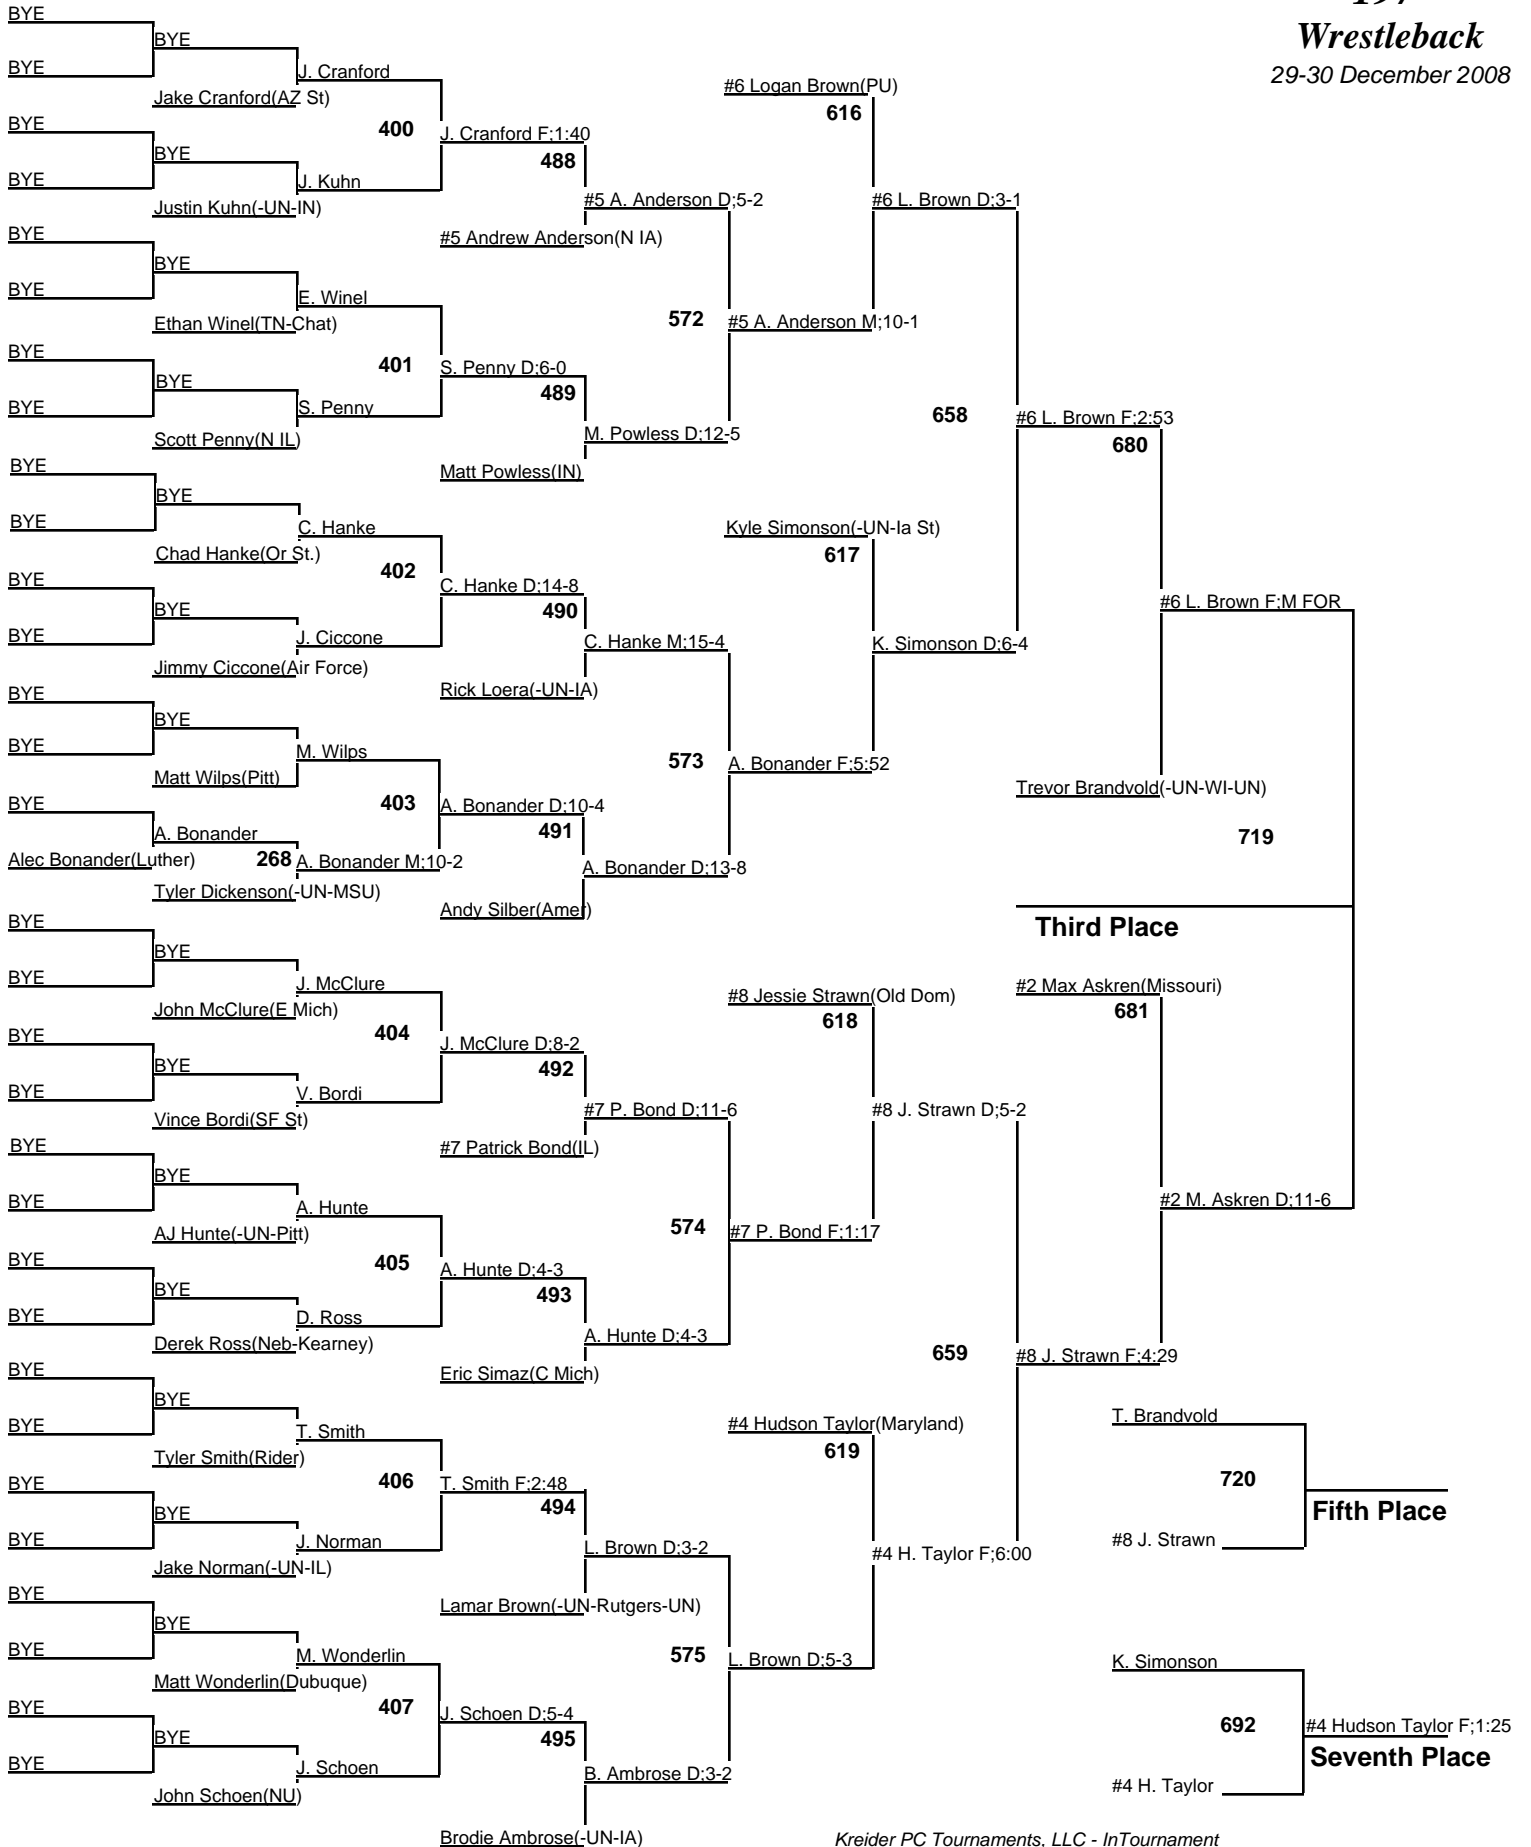 197
Wrestleback
29-30 December 2008
BYE
BYE
BYE
J. Cranford
Jake Cranford(AZ St)
400
BYE
BYE
BYE
J. Kuhn
Justin Kuhn(-UN-IN)
J. Cranford F;1:40
488
#5 A. Anderson D;5-2
#5 Andrew Anderson(N IA)
BYE
BYE
BYE
E. Winel
Ethan Winel(TN-Chat)
401
BYE
BYE
BYE
S. Penny
Scott Penny(N IL)
S. Penny D;6-0
489
M. Powless D;12-5
Matt Powless(IN)
572
#5 A. Anderson M;10-1
#6 Logan Brown(PU)
616
#6 L. Brown D;3-1
BYE
BYE
BYE
C. Hanke
Chad Hanke(Or St.)
402
BYE
BYE
BYE
J. Ciccone
Jimmy Ciccone(Air Force)
C. Hanke D;14-8
490
C. Hanke M;15-4
Rick Loera(-UN-IA)
BYE
BYE
BYE
M. Wilps
Matt Wilps(Pitt)
403
BYE
Alec Bonander(Luther)
A. Bonander
268
A. Bonander M;10-2
Tyler Dickenson(-UN-MSU)
A. Bonander D;10-4
491
A. Bonander D;13-8
Andy Silber(Amer)
573
A. Bonander F;5:52
Kyle Simonson(-UN-Ia St)
617
K. Simonson D;6-4
658
#6 L. Brown F;2:53
680
#6 L. Brown F;M FOR
Trevor Brandvold(-UN-WI-UN)
719
Third Place
BYE
BYE
BYE
J. McClure
John McClure(E Mich)
404
BYE
BYE
BYE
V. Bordi
Vince Bordi(SF St)
J. McClure D;8-2
492
#7 P. Bond D;11-6
#7 Patrick Bond(IL)
BYE
BYE
BYE
A. Hunte
AJ Hunte(-UN-Pitt)
405
BYE
BYE
BYE
D. Ross
Derek Ross(Neb-Kearney)
A. Hunte D;4-3
493
A. Hunte D;4-3
Eric Simaz(C Mich)
574
#7 P. Bond F;1:17
#8 Jessie Strawn(Old Dom)
618
#8 J. Strawn D;5-2
BYE
BYE
BYE
T. Smith
Tyler Smith(Rider)
406
BYE
BYE
BYE
J. Norman
Jake Norman(-UN-IL)
T. Smith F;2:48
494
L. Brown D;3-2
Lamar Brown(-UN-Rutgers-UN)
BYE
BYE
BYE
M. Wonderlin
Matt Wonderlin(Dubuque)
407
BYE
BYE
BYE
J. Schoen
John Schoen(NU)
J. Schoen D;5-4
495
B. Ambrose D;3-2
Brodie Ambrose(-UN-IA)
575
L. Brown D;5-3
#4 Hudson Taylor(Maryland)
619
#4 H. Taylor F;6:00
659
#8 J. Strawn F;4:29
#2 Max Askren(Missouri)
681
#2 M. Askren D;11-6
T. Brandvold
720
#8 J. Strawn
Fifth Place
K. Simonson
692
#4 H. Taylor
#4 Hudson Taylor F;1:25
Seventh Place
Kreider PC Tournaments, LLC - InTournament